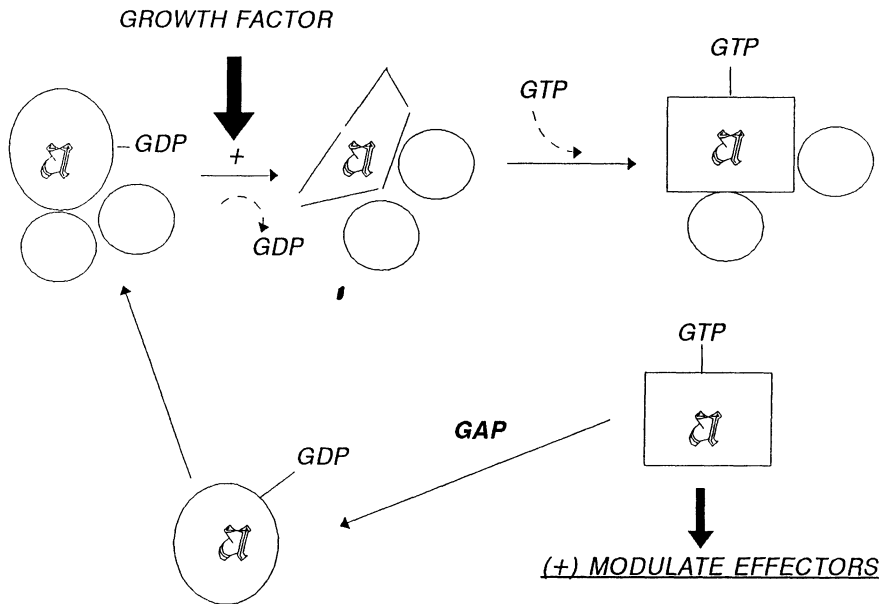 GROWTH FACTOR
GTP
GTP
a
GDP
+
a
a
GDP
GTP
a
GAP
GDP
a
(+) MODULATE EFFECTORS